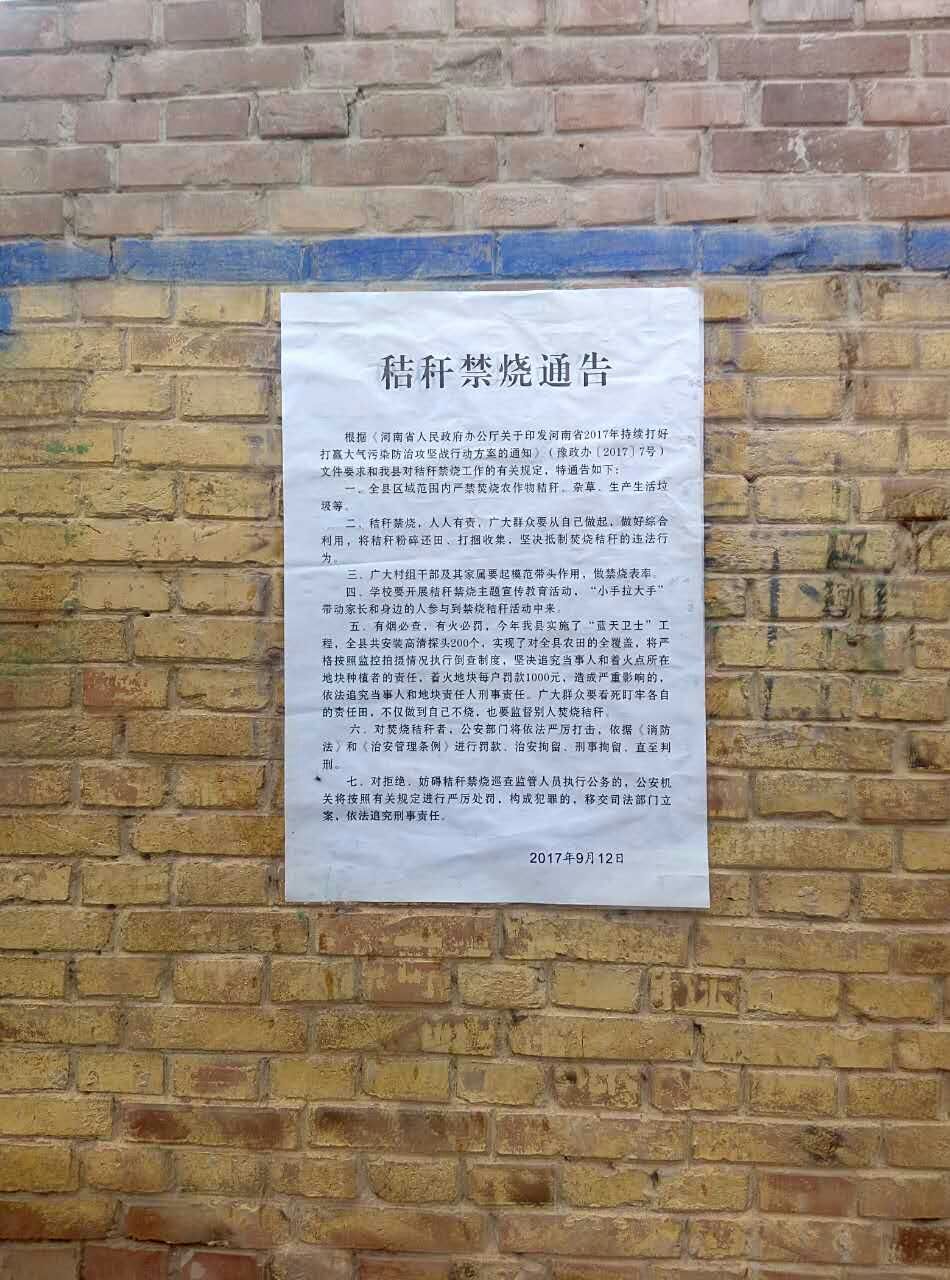 秸秆禁烧通告
根据《河南省人民政府办公厅关于印发河南省2017年持续打好
打赢大气污染防治攻坚战行动方案的通知》（豫政办〔2017〕7号）
文件要求和我县对秸秆禁烧工作的有关规定，特通告如下：
一、全县区域范围内严禁焚烧农作物秸秆、杂草、生产生活垃
圾等。
二、秸秆禁烧，人人有责，广大群众要从自己做起，做好综合
利用，将秸秆粉碎还田、打捆收集，坚决抵制焚烧秸秆的违法行
为。
三、广大村组干部及其家属要起模范带头作用，做禁烧表率。
四、学校要开展秸秆禁烧主题宣传教育活动，“小手拉大手”
带动家长和身边的人参与到禁烧秸秆活动中来。
五、有烟必查，有火必罚，今年我县实施了“蓝天卫士”工
程，全县共安装高清探头200个，实现了对全县农田的全覆盖，将严
格按照监控拍摄情况执行倒查制度，坚决追究当事人和着火点所在
地块种植者的责任，着火地块每户罚款1000元，造成严重影响的，
依法追究当事人和地块责任人刑事责任。广大群众要看死盯牢各自
的责任田，不仅做到自己不烧，也要监督别人焚烧秸秆。
六、对焚烧秸秆者，公安部门将依法严厉打击，依据《消防
法》和《治安管理条例》进行罚款、治安拘留、刑事拘留、直至判
刑。
七、对拒绝、妨碍秸秆禁烧巡查监管人员执行公务的，公安机
关将按照有关规定进行严厉处罚，构成犯罪的，移交司法部门立
案，依法追究刑事责任。
2017年9月12日